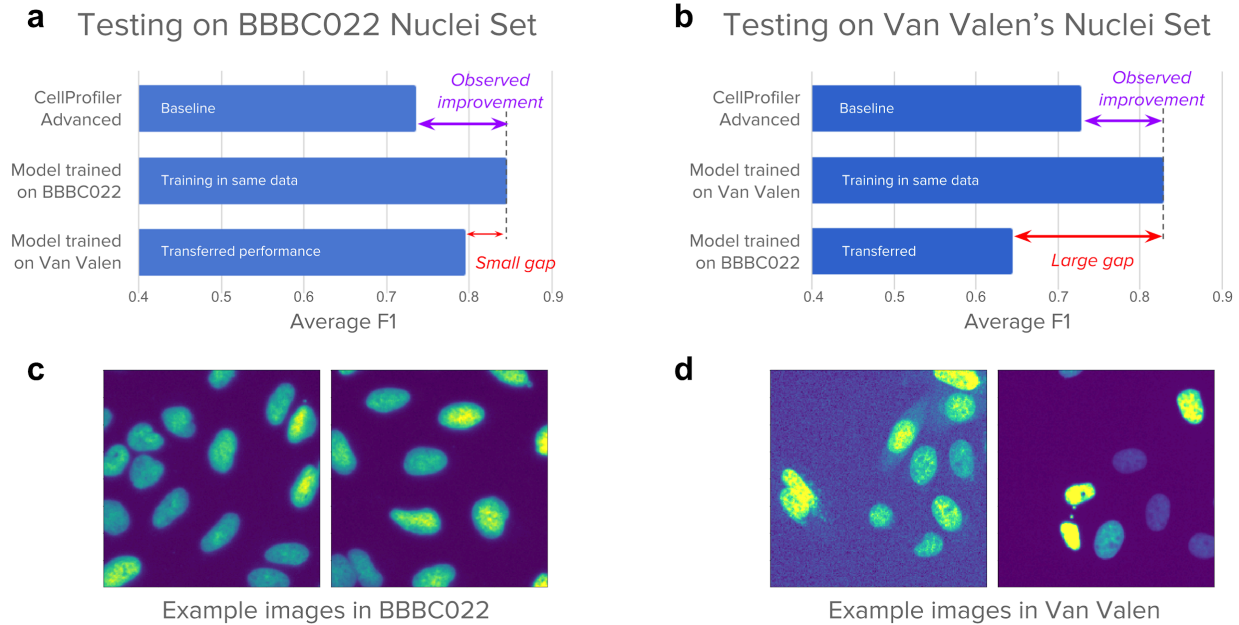 a
Testing on BBBC022 Nuclei Set
CellProfiler
Advanced
Baseline
Observed
improvement
Model trained
on BBBC022
Training in same data
Model trained
on Van Valen
Transferred performance
Small gap
0.4 0.5 0.6 0.7 0.8 0.9
Average F1
b
Testing on Van Valen’s Nuclei Set
CellProfiler
Advanced
Baseline
Observed
improvement
Model trained
on Van Valen
Training in same data
Model trained
on BBBC022
Transferred
Large gap
0.4 0.5 0.6 0.7 0.8 0.9
Average F1
c
Example images in BBBC022
d
Example images in Van Valen